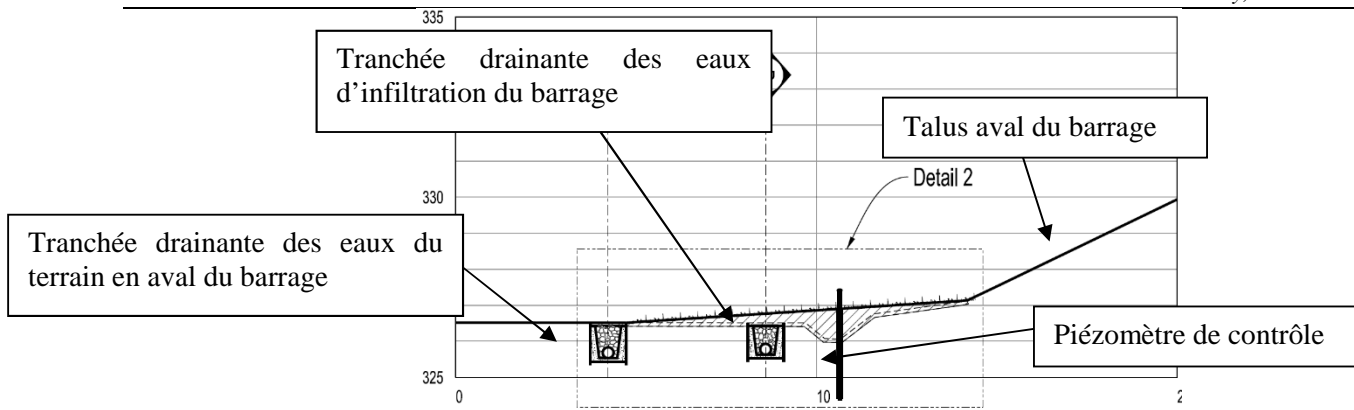 335
Tranchée drainante des eaux
d'infiltration du barrage
Talus aval du barrage
Detail 2
330
Tranchée drainante des eaux du
terrain en aval du barrage
Piézomètre de contrôle
325
0
10
2